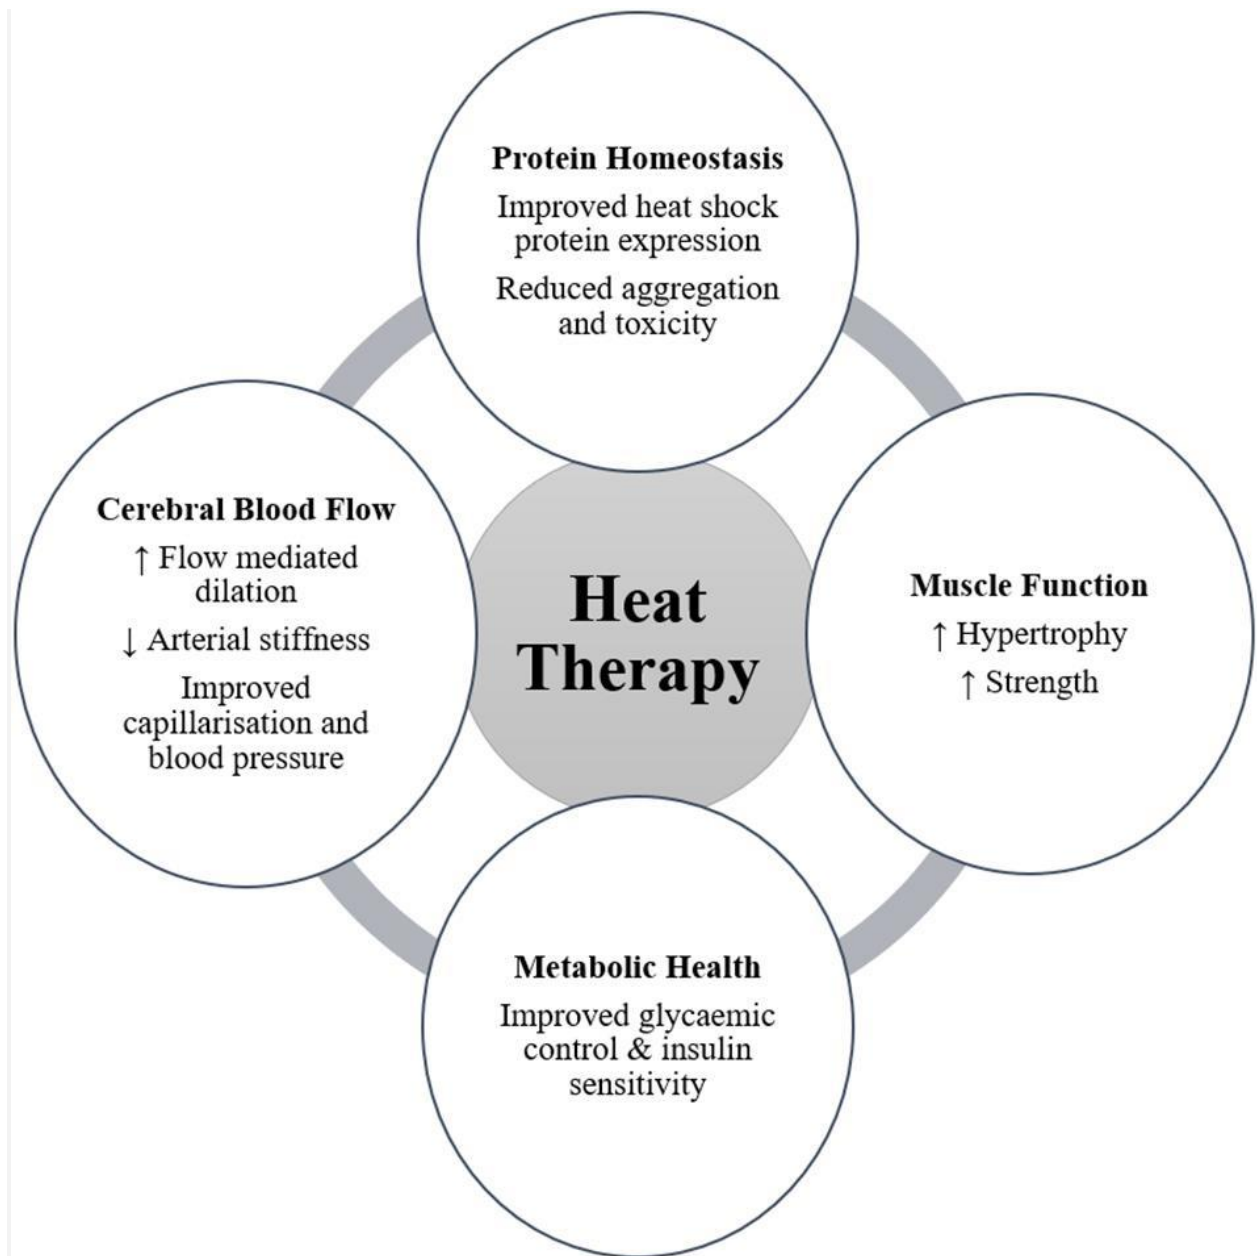 Protein Homeostasis
Improved heat shock
protein expression
Reduced aggregation
and toxicity
Cerebral Blood Flow
↑ Flow mediated
dilation
↓ Arterial stiffness
Improved
capillarisation and
blood pressure
Heat
Therapy
Muscle Function
↑ Hypertrophy
↑ Strength
Metabolic Health
Improved glycaemic
control & insulin
sensitivity